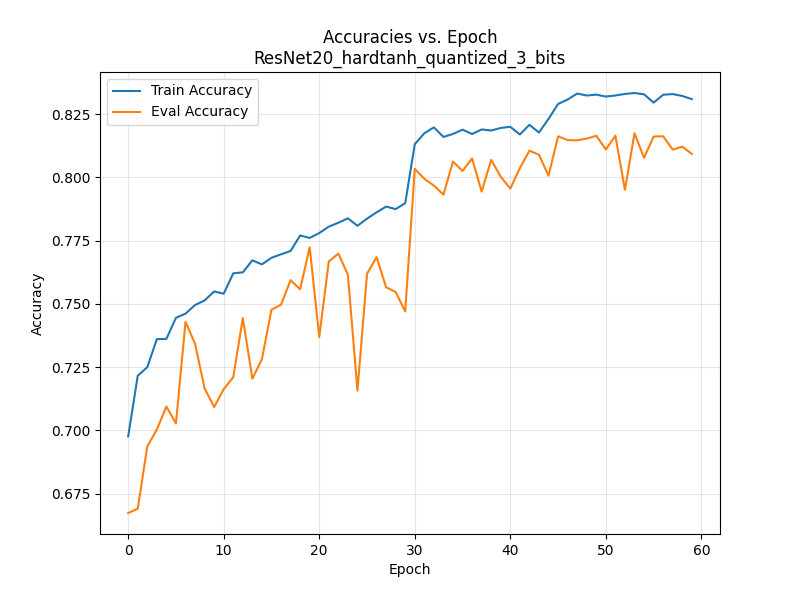 Accuracies vs. Epoch
ResNet20_hardtanh_quantized_3_bits
Train Accuracy
Eval Accuracy
0.825
0.800
0.775
0.750
0.725
0.700
0.675
Accuracy
0 10 20 30 40 50 60
Epoch